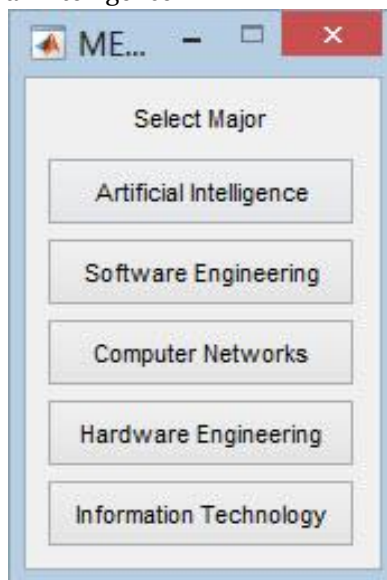 ME...
Select Major
Artificial Intelligence
Software Engineering
Computer Networks
Hardware Engineering
Information Technology